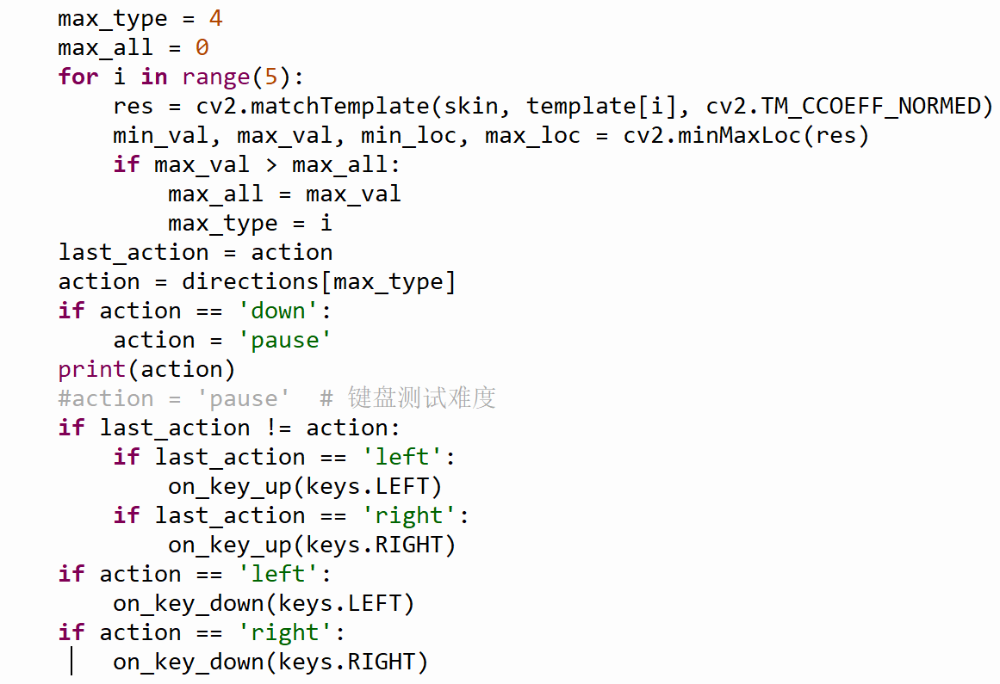 max_type = 4
max_all = 0
for i in range(5):
    res = cv2.matchTemplate(skin, template[i], cv2.TM_CCOEFF_NORMED)
    min_val, max_val, min_loc, max_loc = cv2.minMaxLoc(res)
    if max_val > max_all:
        max_all = max_val
        max_type = i
last_action = action
action = directions[max_type]
if action == 'down':
    action = 'pause'
print(action)
#action = 'pause'  # 键盘测试难度
if last_action != action:
    if last_action == 'left':
        on_key_up(keys.LEFT)
    if last_action == 'right':
        on_key_up(keys.RIGHT)
if action == 'left':
    on_key_down(keys.LEFT)
if action == 'right':
    on_key_down(keys.RIGHT)